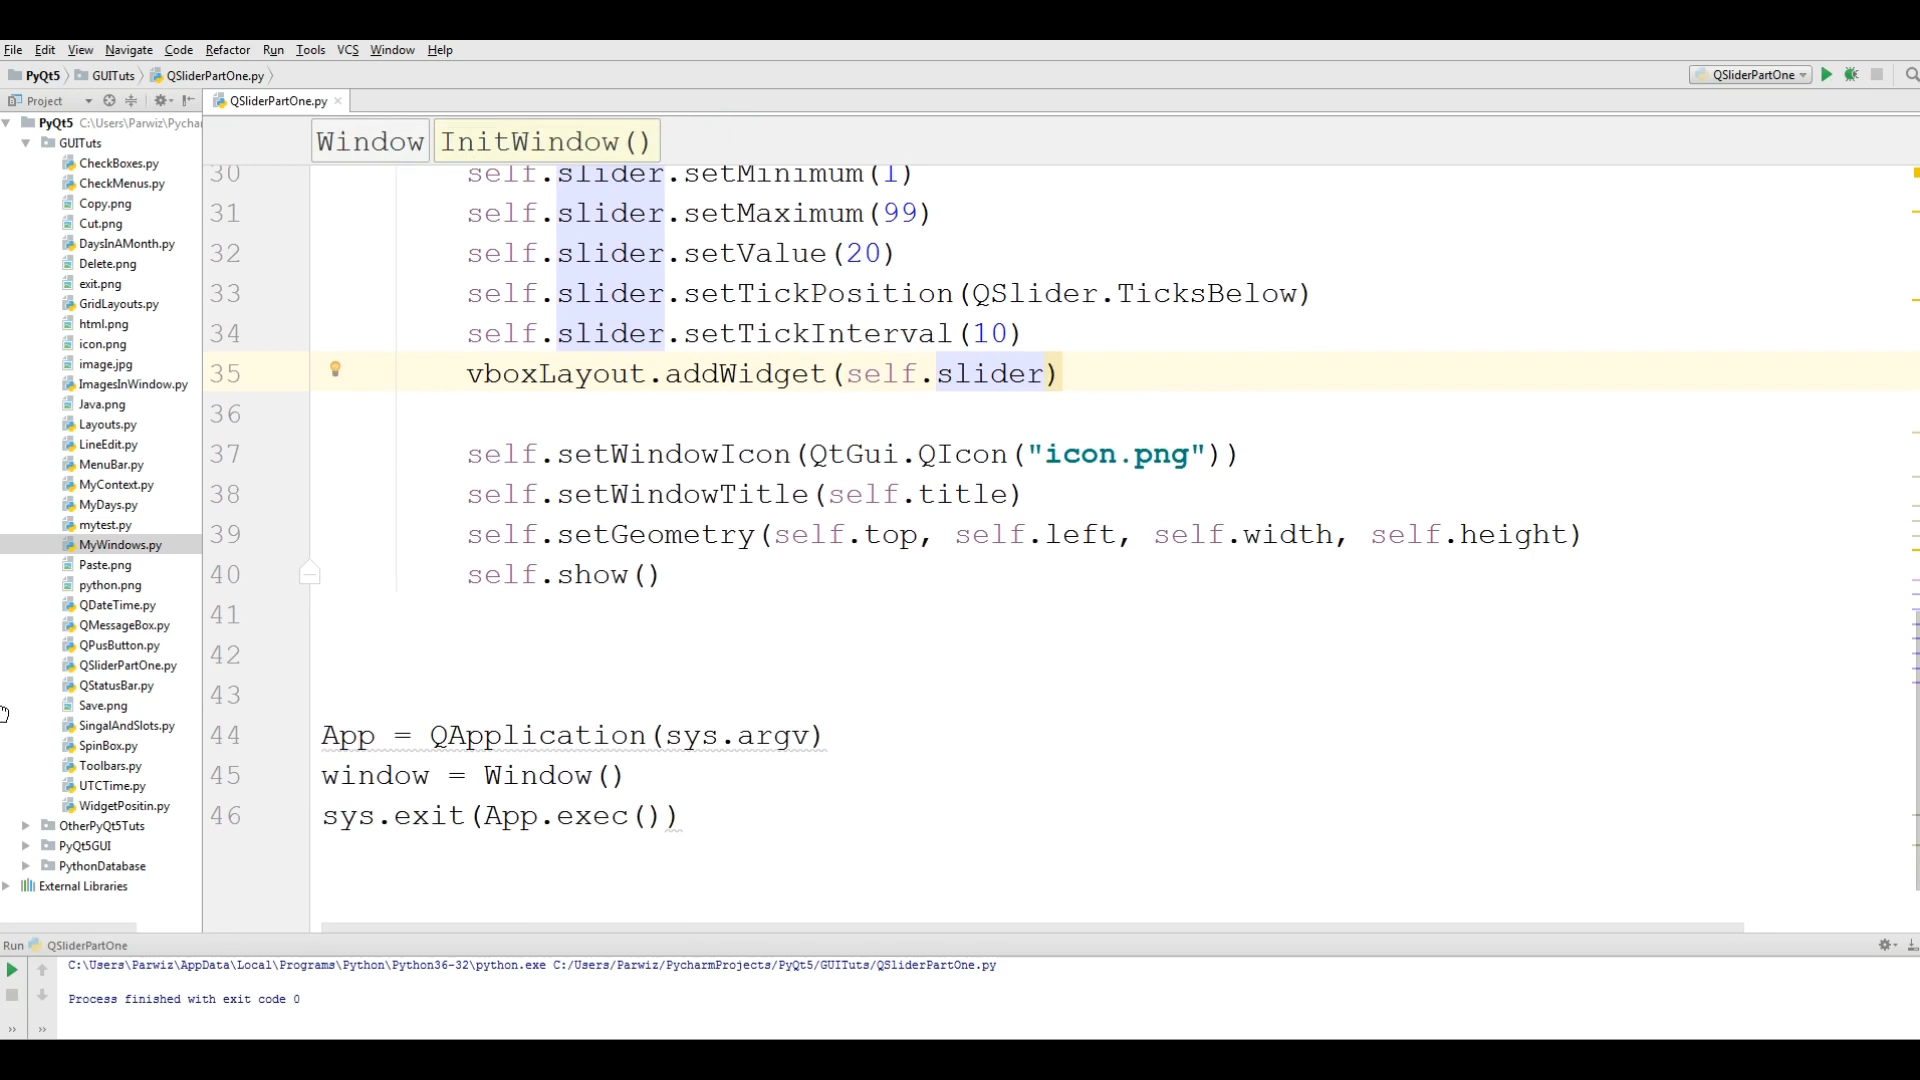 File Edit View Navigate Code Refactor Run Tools VCS Window Help
PyQt5 GUITuts QSliderPartOne.py QSliderPartOne
Project QSliderPartOne.py
PyQt5 C:\Users\Parwiz\Pycha
GUITuts
CheckBoxes.py
CheckMenus.py
Copy.png
Cut.png
DaysInAMonth.py
Delete.png
exit.png
GridLayouts.py
html.png
icon.png
image.jpg
ImagesInWindow.py
Java.png
Layouts.py
LineEdit.py
MenuBar.py
MyContext.py
MyDays.py
mytest.py
MyWindows.py
Paste.png
python.png
QDateTime.py
QMessageBox.py
QPusButton.py
QSliderPartOne.py
QStatusBar.py
Save.png
SingalAndSlots.py
SpinBox.py
Toolbars.py
UTCTime.py
WidgetPositin.py
OtherPyQt5Tuts
PyQt5GUI
PythonDatabase
External Libraries
Window InitWindow()
30 self.slider.setMinimum(1)
31 self.slider.setMaximum(99)
32 self.slider.setValue(20)
33 self.slider.setTickPosition(QSlider.TicksBelow)
34 self.slider.setTickInterval(10)
35 vboxLayout.addWidget(self.slider)
36
37 self.setWindowIcon(QtGui.QIcon("icon.png"))
38 self.setWindowTitle(self.title)
39 self.setGeometry(self.top, self.left, self.width, self.height)
40 self.show()
41
42
43
44 App = QApplication(sys.argv)
45 window = Window()
46 sys.exit(App.exec())
Run QSliderPartOne
C:\Users\Parwiz\AppData\Local\Programs\Python\Python36-32\python.exe C:/Users/Parwiz/PycharmProjects/PyQt5/GUITuts/QSliderPartOne.py
Process finished with exit code 0